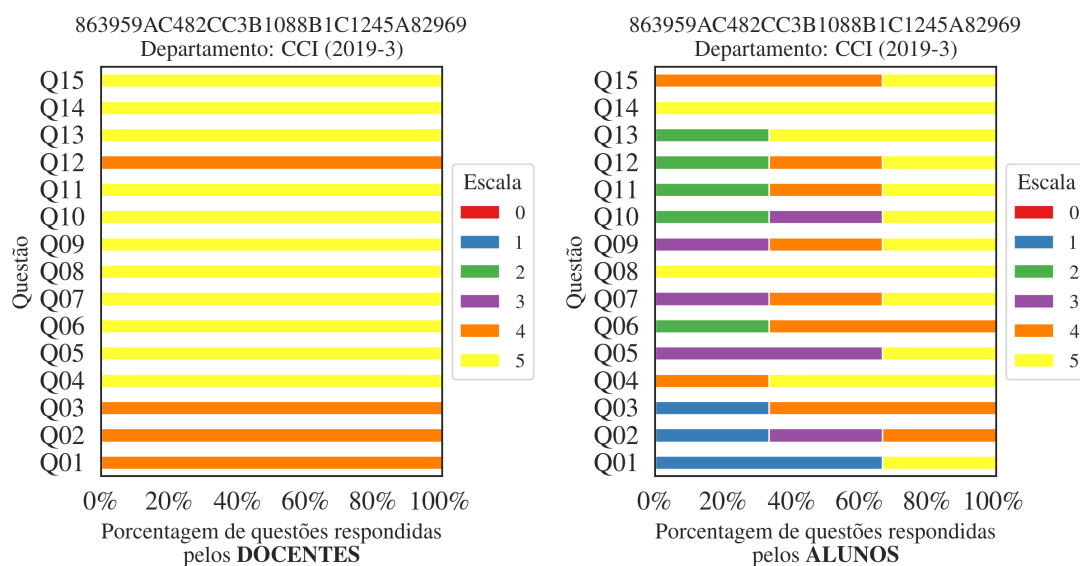 863959AC482CC3B1088B1C1245A82969
Departamento: CCI (2019-3)
Questão
Q15
Q14
Q13
Q12
Q11
Q10
Q09
Q08
Q07
Q06
Q05
Q04
Q03
Q02
Q01
0% 20% 40% 60% 80% 100%
Porcentagem de questões respondidas
pelos DOCENTES
Escala
0
1
2
3
4
5
863959AC482CC3B1088B1C1245A82969
Departamento: CCI (2019-3)
Questão
Q15
Q14
Q13
Q12
Q11
Q10
Q09
Q08
Q07
Q06
Q05
Q04
Q03
Q02
Q01
0% 20% 40% 60% 80% 100%
Porcentagem de questões respondidas
pelos ALUNOS
Escala
0
1
2
3
4
5